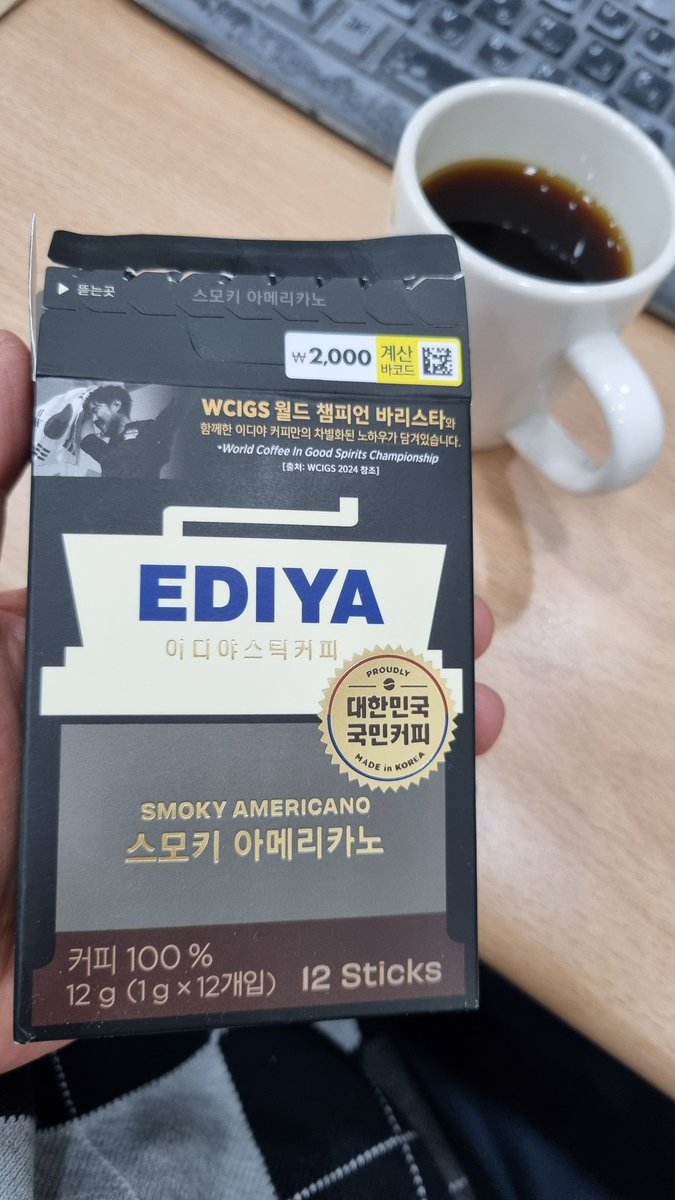 ▶ 뜯는곳
스모키 아메리카노
₩2,000 계산
바코드
WCIGS 월드 챔피언 바리스타와
함께한 이디야 커피만의 차별화된 노하우가 담겨있습니다.
*World Coffee In Good Spirits Championship
[출처: WCIGS 2024 참조]
EDIYA
이디야스틱커피
PROUDLY
대한민국
국민커피
MADE in KOREA
SMOKY AMERICANO
스모키 아메리카노
커피 100 %
12 g (1 g × 12개입) 12 Sticks